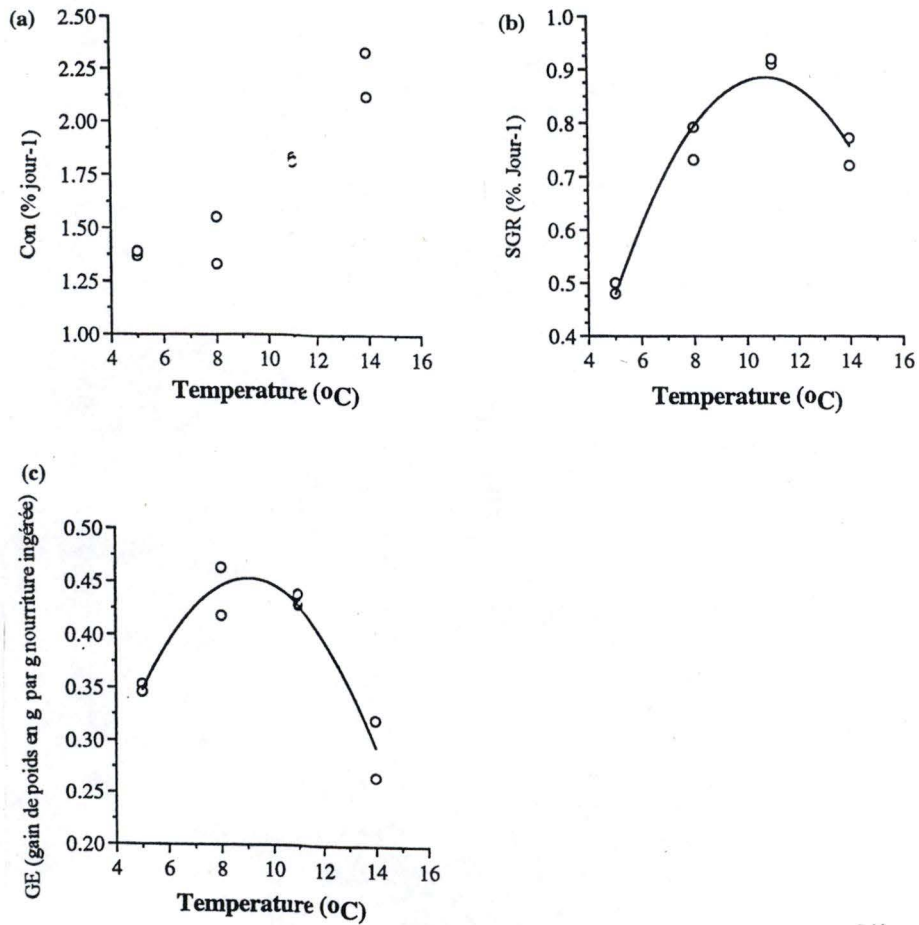 (a)
2.50
2.25
2.00
1.75
1.50
1.25
1.00
Con (% jour-1)
4 6 8 10 12 14 16
Temperature (oC)
(b)
1.0
0.9
0.8
0.7
0.6
0.5
0.4
SGR (%. Jour-1)
4 6 8 10 12 14 16
Temperature (oC)
(c)
0.50
0.45
0.40
0.35
0.30
0.25
0.20
GE (gain de poids en g par g nourriture ingérée)
4 6 8 10 12 14 16
Temperature (oC)